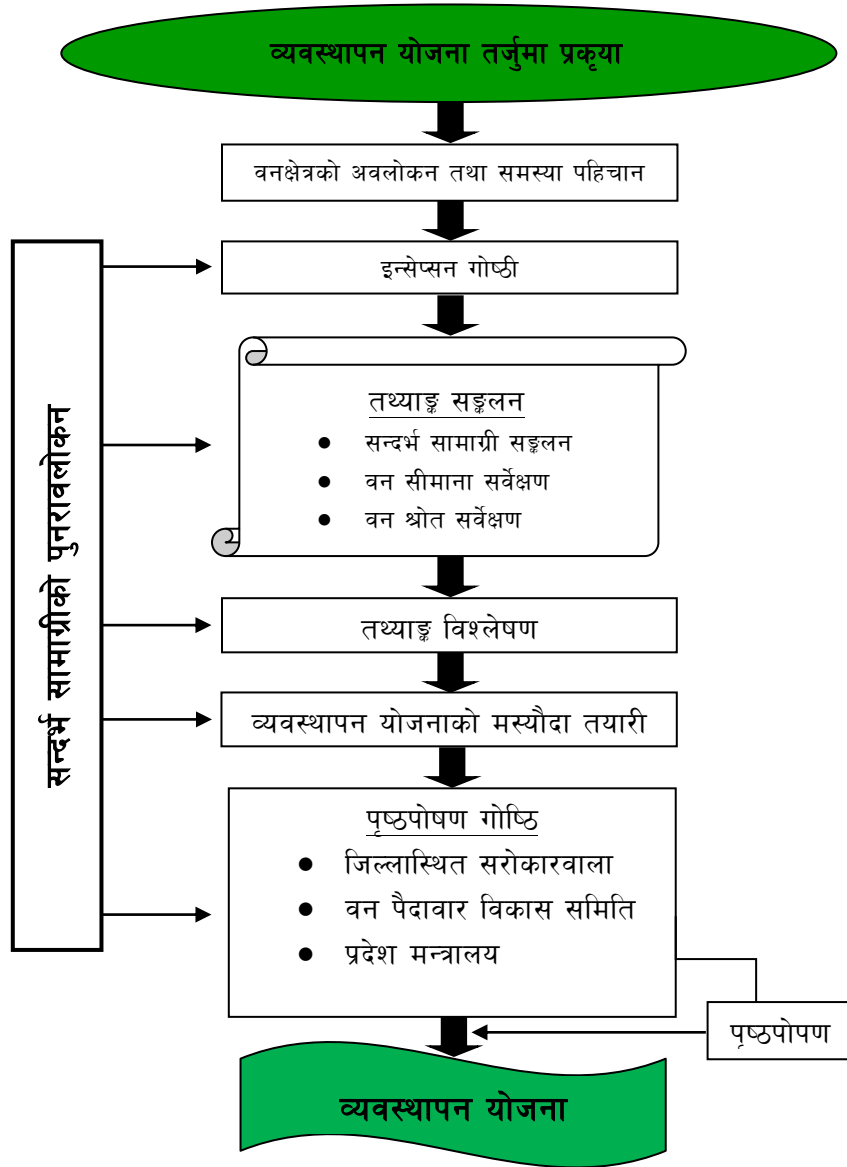 व्यवस्थापन योजना तर्जुमा प्रकृया
वनक्षेत्रको अवलोकन तथा समस्या पहिचान
इन्सेप्सन गोष्ठी
सन्दर्भ सामाग्रीको पुनरावलोकन
तथ्याङ्क सङ्कलन
● सन्दर्भ सामाग्री सङ्कलन
● वन सीमाना सर्वेक्षण
● वन श्रोत सर्वेक्षण
तथ्याङ्क विश्लेषण
व्यवस्थापन योजनाको मस्यौदा तयारी
पृष्ठपोषण गोष्ठि
● जिल्लास्थित सरोकारवाला
● वन पैदावार विकास समिति
● प्रदेश मन्त्रालय
पृष्ठपोपण
व्यवस्थापन योजना